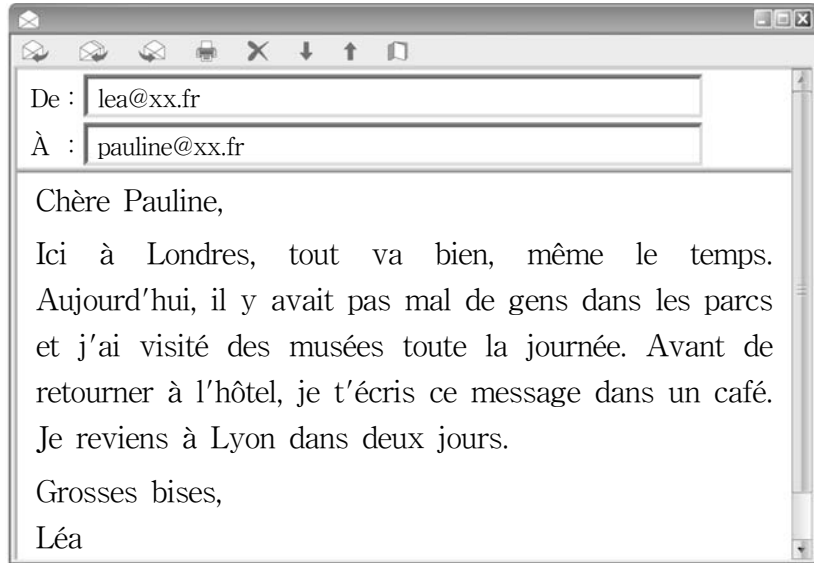 De : lea@xx.fr
À : pauline@xx.fr
Chère Pauline,
Ici à Londres, tout va bien, même le temps.
Aujourd'hui, il y avait pas mal de gens dans les parcs
et j'ai visité des musées toute la journée. Avant de
retourner à l'hôtel, je t'écris ce message dans un café.
Je reviens à Lyon dans deux jours.
Grosses bises,
Léa